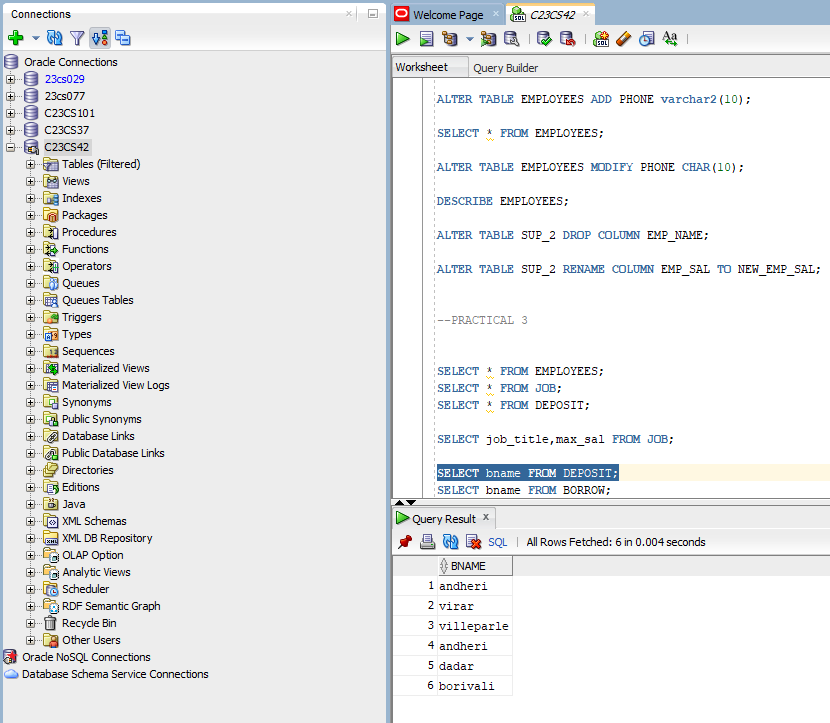 Connections
Oracle Connections
23cs029
23cs077
C23CS101
C23CS37
C23CS42
Tables (Filtered)
Views
Indexes
Packages
Procedures
Functions
Operators
Queues
Queues Tables
Triggers
Types
Sequences
Materialized Views
Materialized View Logs
Synonyms
Public Synonyms
Database Links
Public Database Links
Directories
Editions
Java
XML Schemas
XML DB Repository
OLAP Option
Analytic Views
Scheduler
RDF Semantic Graph
Recycle Bin
Other Users
Oracle NoSQL Connections
Database Schema Service Connections
Welcome Page C23CS42
Worksheet Query Builder
ALTER TABLE EMPLOYEES ADD PHONE varchar2(10);
SELECT * FROM EMPLOYEES;
ALTER TABLE EMPLOYEES MODIFY PHONE CHAR(10);
DESCRIBE EMPLOYEES;
ALTER TABLE SUP_2 DROP COLUMN EMP_NAME;
ALTER TABLE SUP_2 RENAME COLUMN EMP_SAL TO NEW_EMP_SAL;
--PRACTICAL 3
SELECT * FROM EMPLOYEES;
SELECT * FROM JOB;
SELECT * FROM DEPOSIT;
SELECT job_title,max_sal FROM JOB;
SELECT bname FROM DEPOSIT;
SELECT bname FROM BORROW;
Query Result
SQL | All Rows Fetched: 6 in 0.004 seconds
BNAME
1 andheri
2 virar
3 villeparle
4 andheri
5 dadar
6 borivali